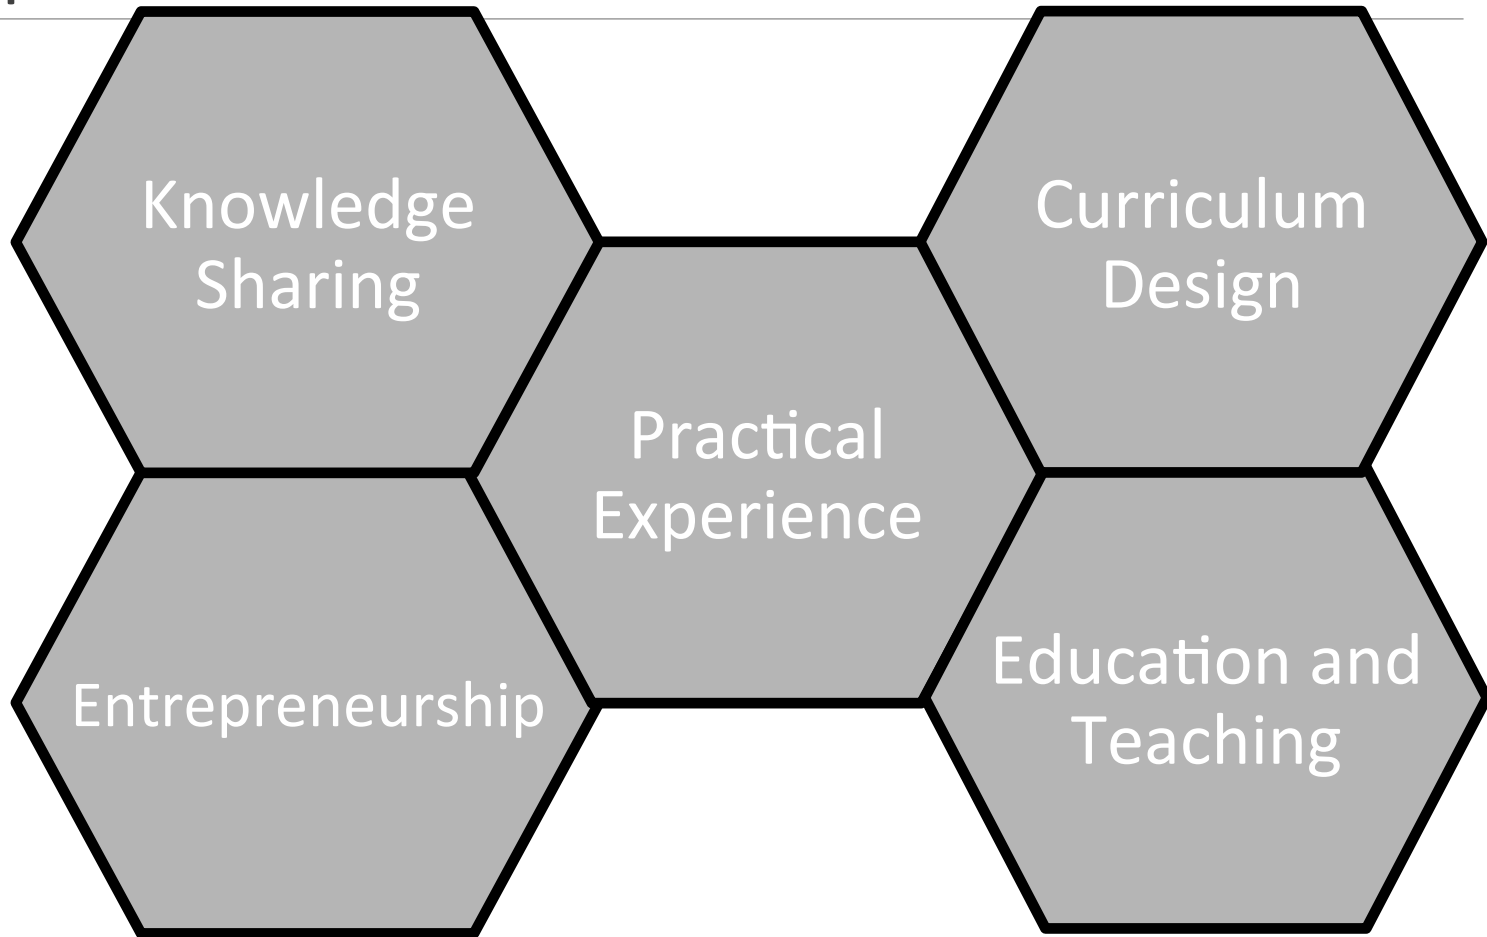 Knowledge
Sharing
Curriculum
Design
Practical
Experience
Entrepreneurship
Education and
Teaching